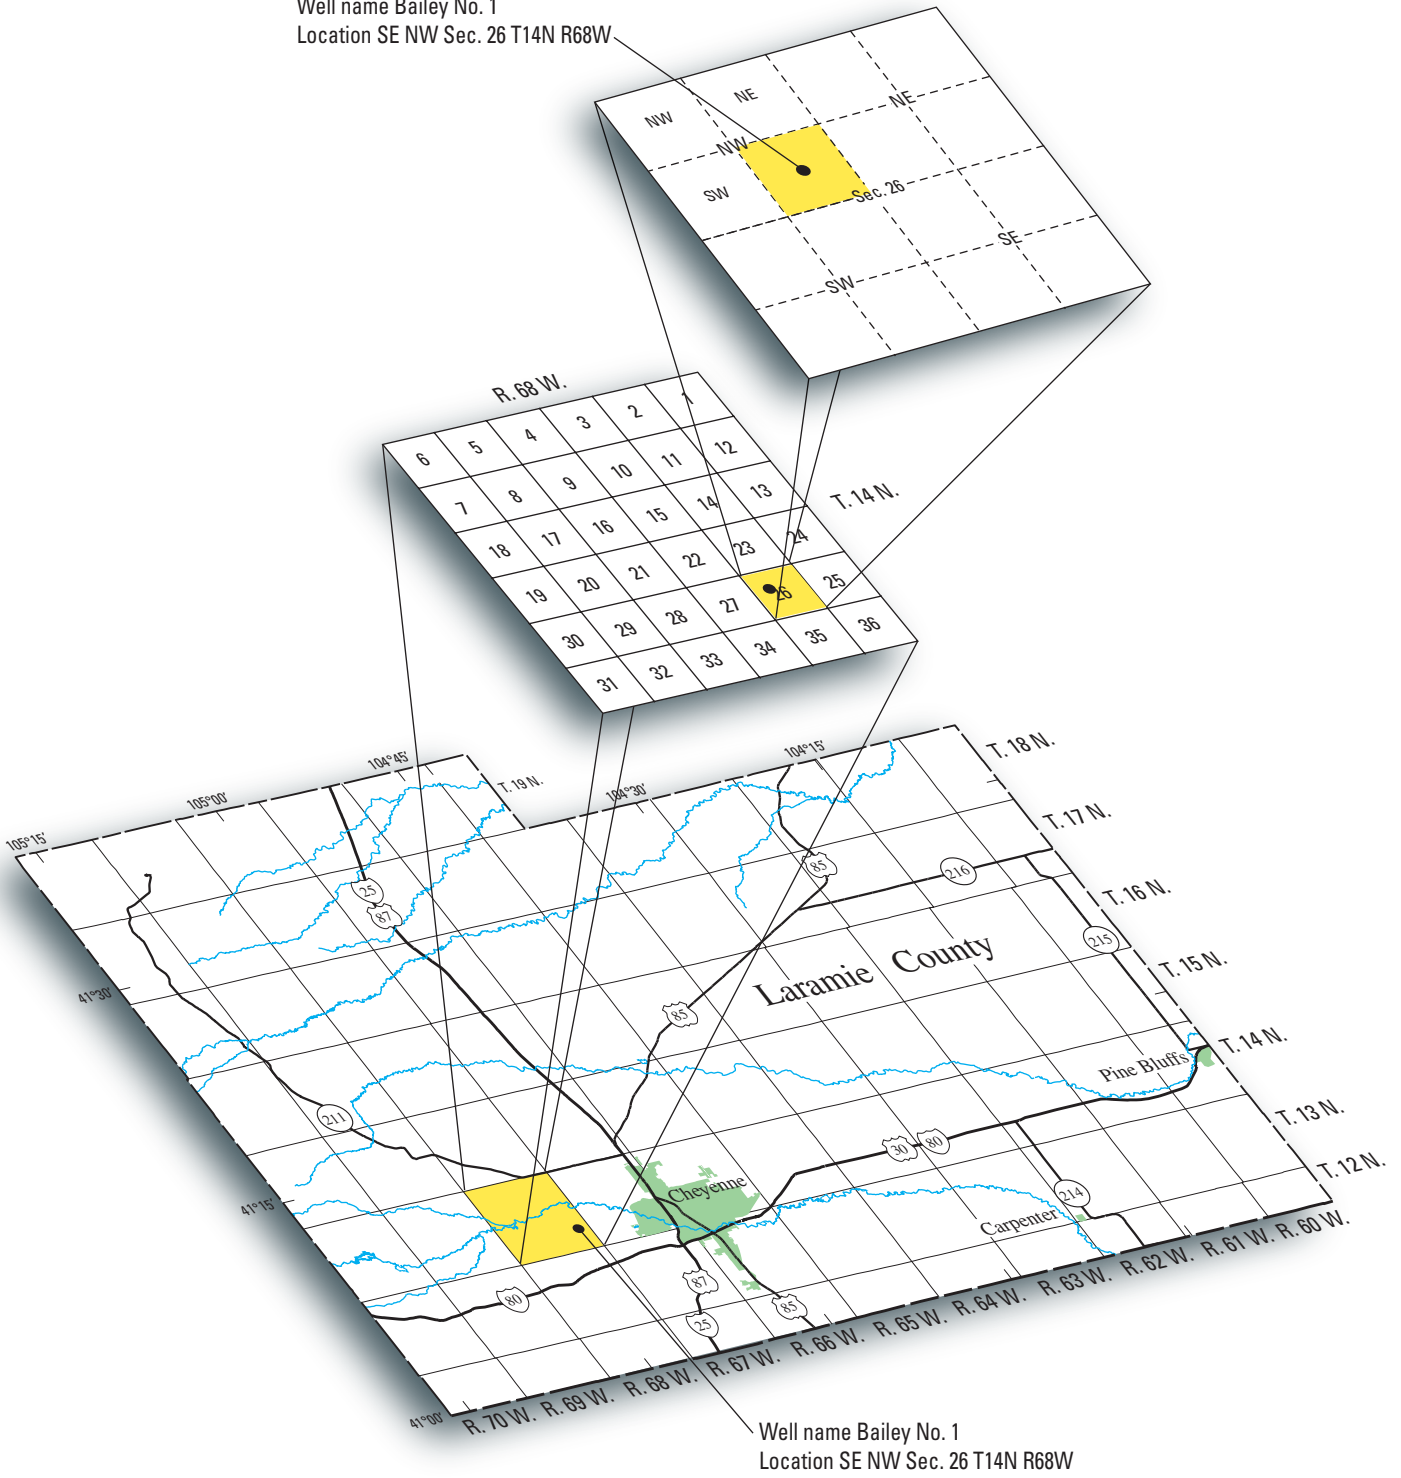 Well name Bailey No. 1
Location SE NW Sec. 26 T14N R68W
NW
NE
NE
NW
SW
Sec. 26
SE
SW
R. 68 W.
T. 14 N.
6 5 4 3 2 1
7 8 9 10 11 12
18 17 16 15 14 13
19 20 21 22 23 24
30 29 28 27 26 25
31 32 33 34 35 36
105°15'
105°00'
104°45'
T. 19 N.
104°30'
104°15'
T. 18 N.
T. 17 N.
T. 16 N.
T. 15 N.
T. 14 N.
T. 13 N.
T. 12 N.
41°30'
41°15'
41°00'
25
87
85
216
215
Laramie County
85
Pine Bluffs
211
30
80
Cheyenne
214
Carpenter
80
87
25
85
R. 70 W. R. 69 W. R. 68 W. R. 67 W. R. 66 W. R. 65 W. R. 64 W. R. 63 W. R. 62 W. R. 61 W. R. 60 W.
Well name Bailey No. 1
Location SE NW Sec. 26 T14N R68W